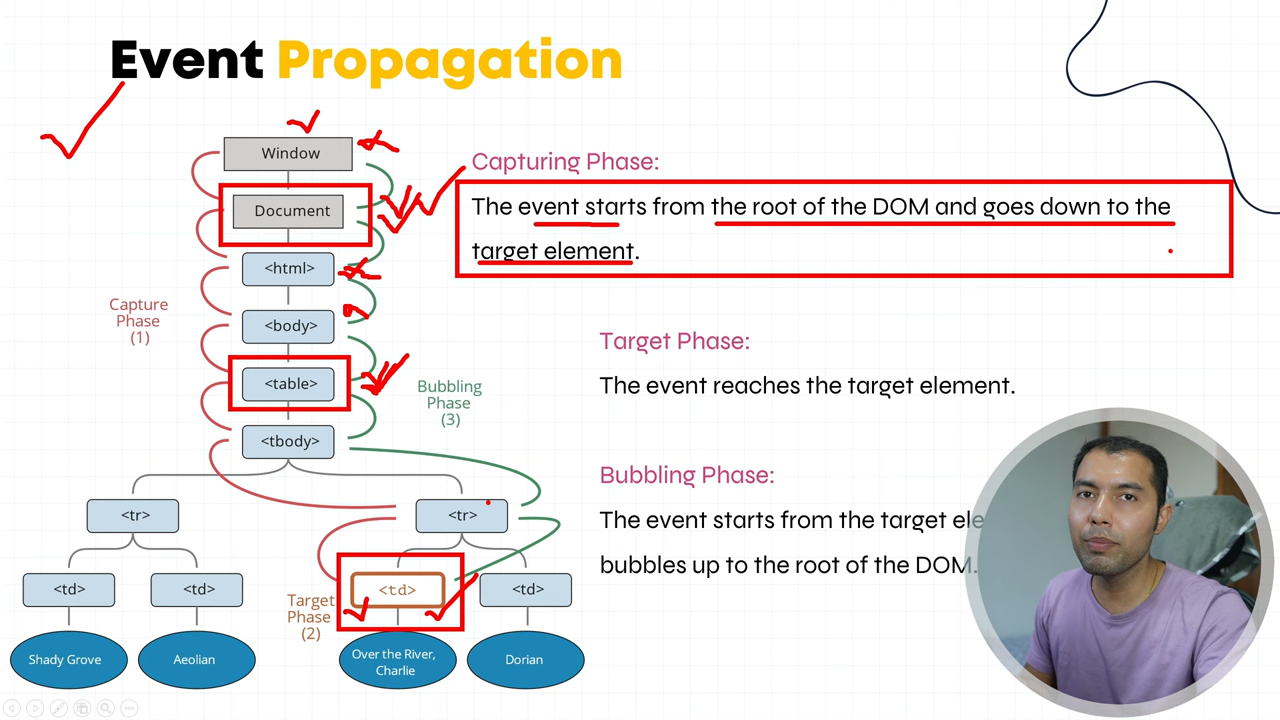 Event Propagation
Window
Document
<html>
<body>
<table>
<tbody>
<tr>
<tr>
<td>
<td>
<td>
<td>
Shady Grove
Aeolian
Over the River,
Charlie
Dorian
Capture
Phase
(1)
Bubbling
Phase
(3)
Target
Phase
(2)
Capturing Phase:
The event starts from the root of the DOM and goes down to the
target element.
Target Phase:
The event reaches the target element.
Bubbling Phase:
The event starts from the target
bubbles up to the root of the DOM.